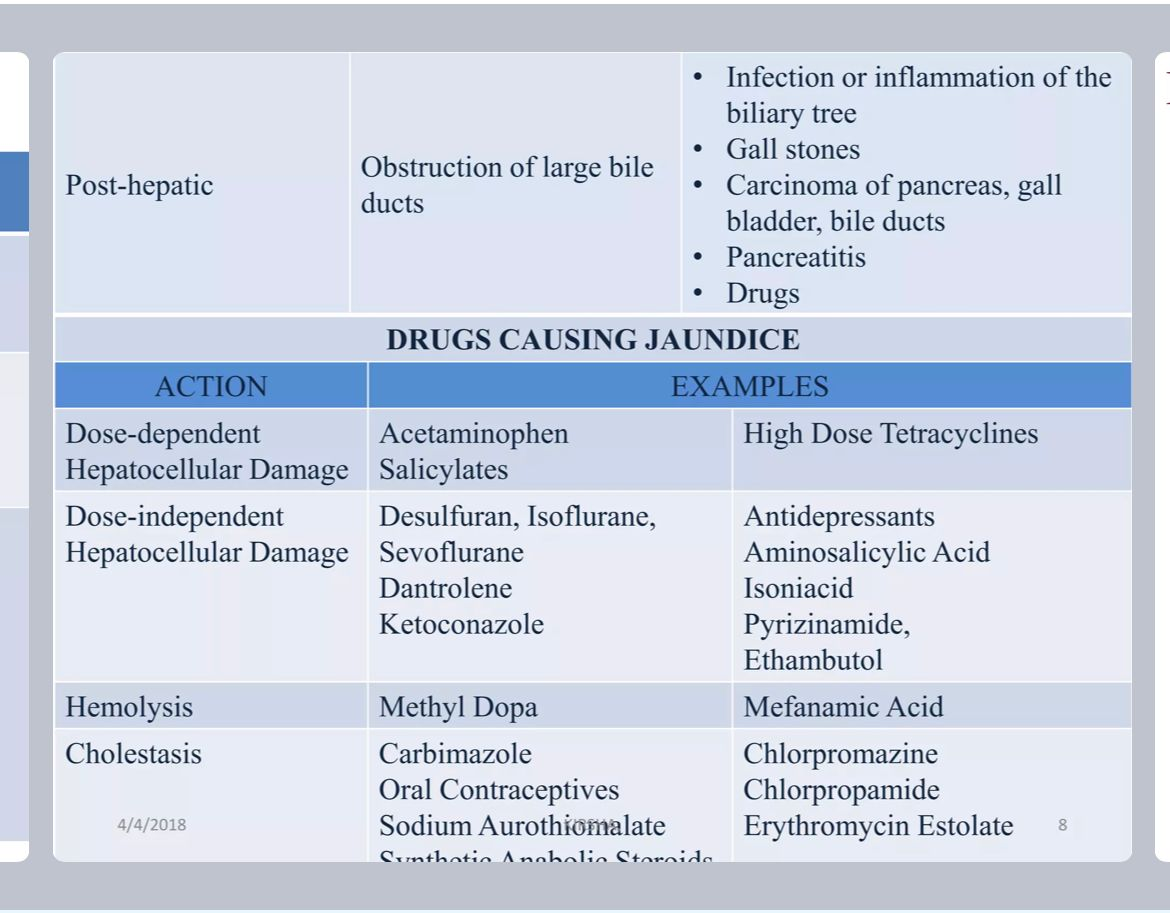 Post-hepatic
Obstruction of large bile
ducts
• Infection or inflammation of the
biliary tree
• Gall stones
• Carcinoma of pancreas, gall
bladder, bile ducts
• Pancreatitis
• Drugs
DRUGS CAUSING JAUNDICE
ACTION
EXAMPLES
Dose-dependent
Hepatocellular Damage
Acetaminophen
Salicylates
High Dose Tetracyclines
Dose-independent
Hepatocellular Damage
Desulfuran, Isoflurane,
Sevoflurane
Dantrolene
Ketoconazole
Antidepressants
Aminosalicylic Acid
Isoniacid
Pyrizinamide,
Ethambutol
Hemolysis
Methyl Dopa
Mefanamic Acid
Cholestasis
Carbimazole
Oral Contraceptives
Sodium Aurothiomalate
Synthetic Anabolic Steroids
Chlorpromazine
Chlorpropamide
Erythromycin Estolate
4/4/2018
8